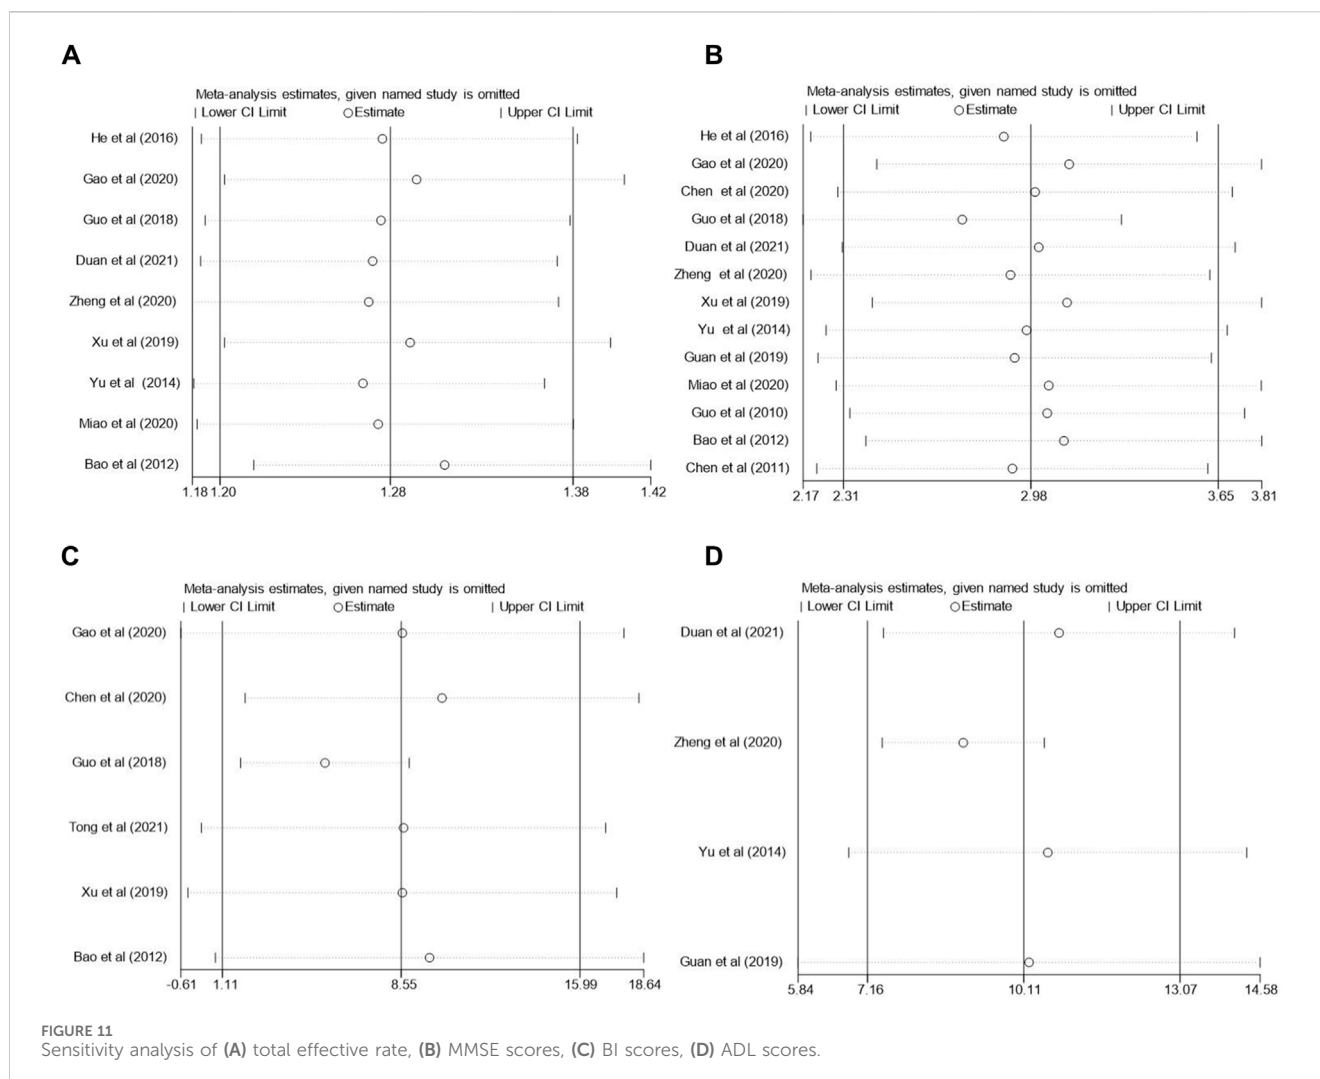 A
Meta-analysis estimates, given named study is omitted
| Lower CI Limit ○ Estimate | Upper CI Limit
He et al (2016)
Gao et al (2020)
Guo et al (2018)
Duan et al (2021)
Zheng et al (2020)
Xu et al (2019)
Yu et al (2014)
Miao et al (2020)
Bao et al (2012)
1.18 1.20 1.28 1.38 1.42
B
Meta-analysis estimates, given named study is omitted
| Lower CI Limit ○ Estimate | Upper CI Limit
He et al (2016)
Gao et al (2020)
Chen et al (2020)
Guo et al (2018)
Duan et al (2021)
Zheng et al (2020)
Xu et al (2019)
Yu et al (2014)
Guan et al (2019)
Miao et al (2020)
Guo et al (2010)
Bao et al (2012)
Chen et al (2011)
2.17 2.31 2.98 3.65 3.81
C
Meta-analysis estimates, given named study is omitted
| Lower CI Limit ○ Estimate | Upper CI Limit
Gao et al (2020)
Chen et al (2020)
Guo et al (2018)
Tong et al (2021)
Xu et al (2019)
Bao et al (2012)
-0.61 1.11 8.55 15.99 18.64
D
Meta-analysis estimates, given named study is omitted
| Lower CI Limit ○ Estimate | Upper CI Limit
Duan et al (2021)
Zheng et al (2020)
Yu et al (2014)
Guan et al (2019)
5.84 7.16 10.11 13.07 14.58
FIGURE 11
Sensitivity analysis of (A) total effective rate, (B) MMSE scores, (C) BI scores, (D) ADL scores.